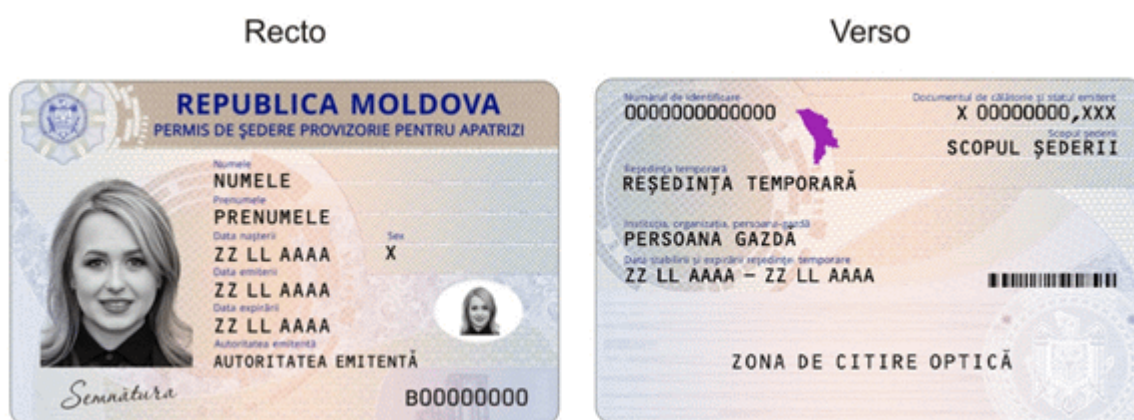 Recto
Verso
REPUBLICA MOLDOVA
PERMIS DE ȘEDERE PROVIZORIE PENTRU APATRIZI
Numele
NUMELE
Prenumele
PRENUMELE
Data nașterii Sex
ZZ LL AAAA X
Data emiterii
ZZ LL AAAA
Data expirării
ZZ LL AAAA
Autoritatea emitentă
AUTORITATEA EMITENTĂ
Semnătura
B00000000
Numărul de identificare
0000000000000
Documentul de călătorie și statul emitent
X 00000000,XXX
Scopul șederii
SCOPUL ȘEDERII
Reședința temporară
REȘEDINȚA TEMPORARĂ
Instituția, organizația, persoana-gazdă
PERSOANA GAZDĂ
Data stabilirii și expirării reședinței temporare
ZZ LL AAAA – ZZ LL AAAA
ZONA DE CITIRE OPTICĂ